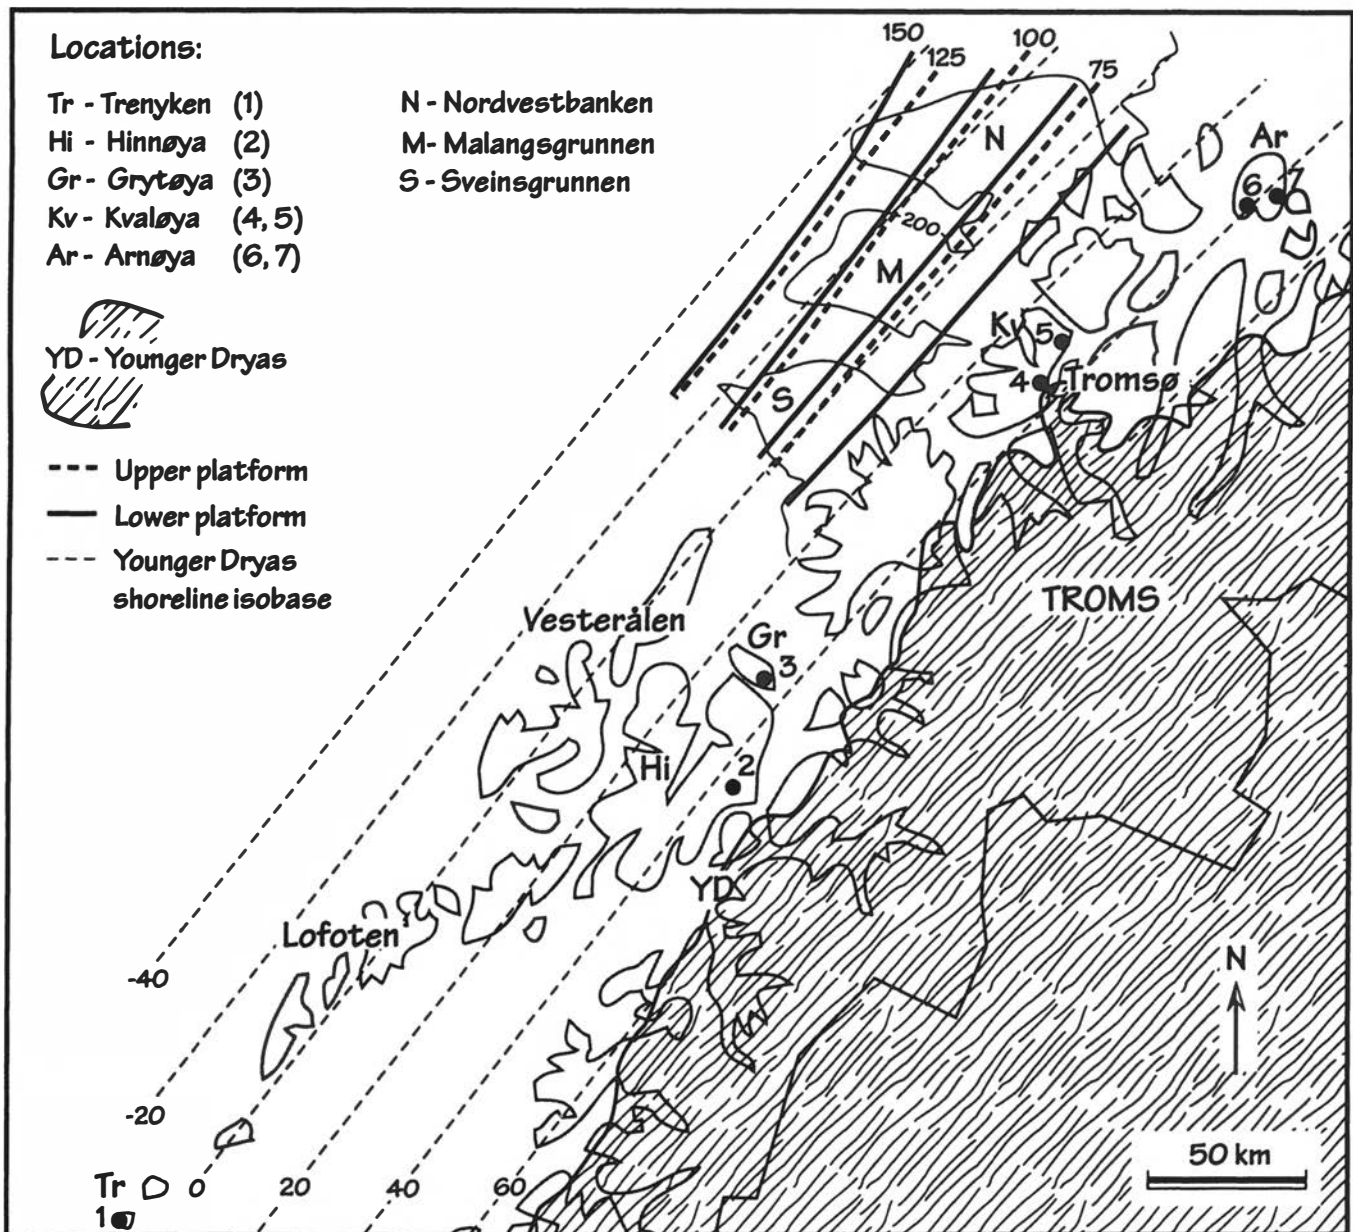 Locations:
Tr - Trenyken (1)
Hi - Hinnøya (2)
Gr - Grytøya (3)
Kv - Kvaløya (4, 5)
Ar - Arnøya (6, 7)
N - Nordvestbanken
M - Malangsgrunnen
S - Sveinsgrunnen
YD - Younger Dryas
Upper platform
Lower platform
Younger Dryas
shoreline isobase
150
125
100
75
N
Ar
6
7
200
M
Kv
5
4
Tromsø
S
TROMS
Vesterålen
Gr
3
Hi
2
YD
Lofoten
N
-40
-20
50 km
Tr
0
20
40
60
1